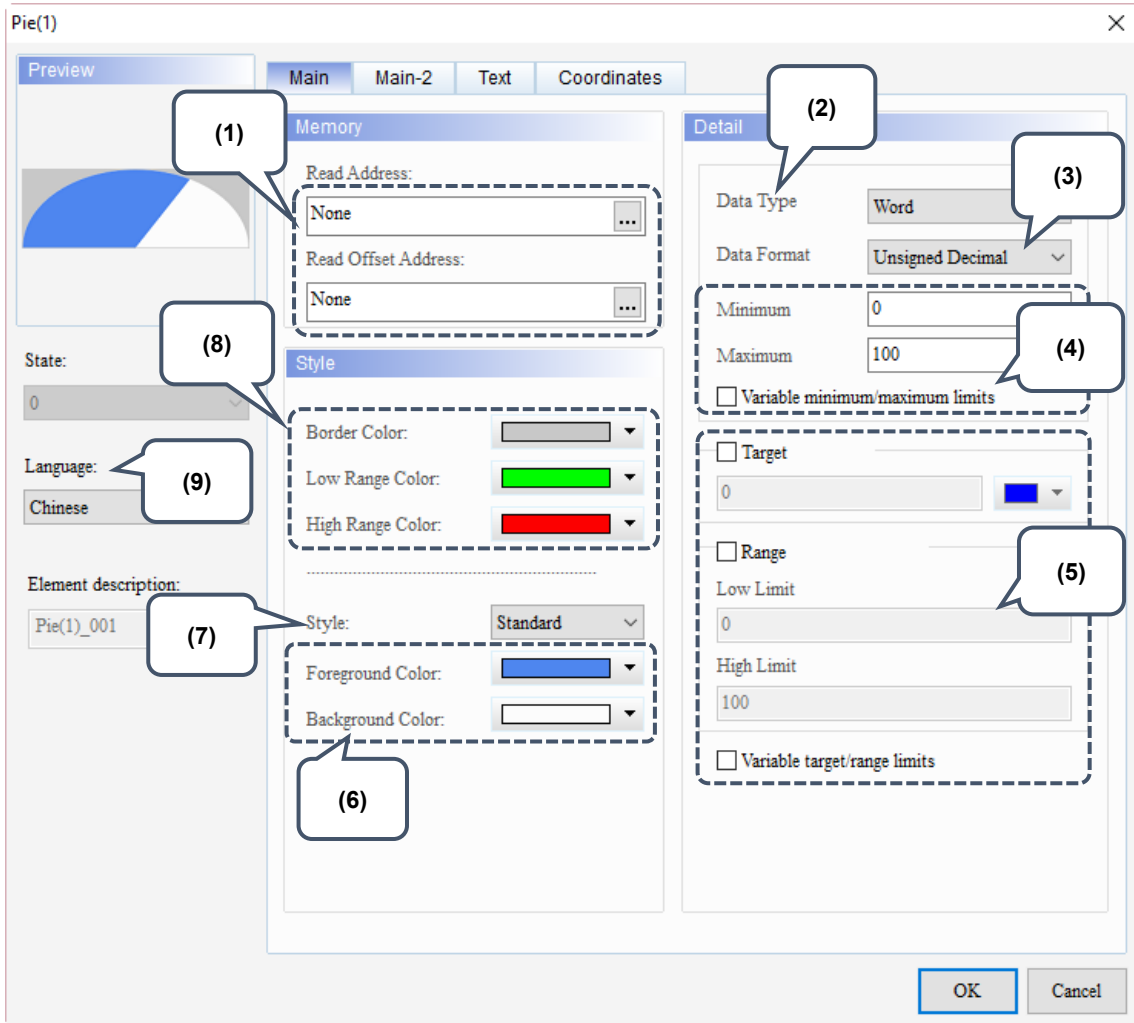 Pie(1)
Preview
Main Main-2 Text Coordinates
(1)
Memory
Read Address:
None
...
Read Offset Address:
None
...
(2)
Detail
(3)
Data Type
Word
Data Format
Unsigned Decimal
Minimum
0
Maximum
100
(4)
Variable minimum/maximum limits
(8)
State:
0
Style
Border Color:
Low Range Color:
High Range Color:
Language:
(9)
Chinese
Target
0
Range
(5)
Low Limit
0
High Limit
100
Variable target/range limits
Element description:
Pie(1)_001
(7)
Style:
Standard
Foreground Color:
Background Color:
(6)
OK
Cancel